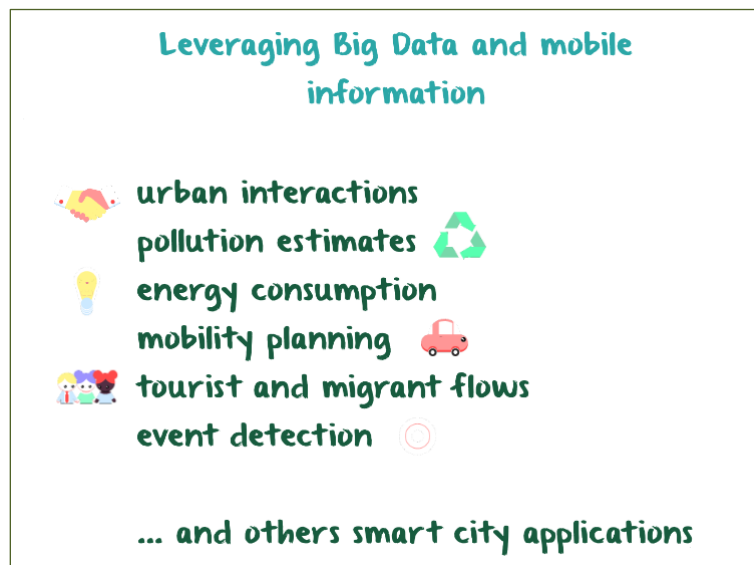 Leveraging Big Data and mobile
information
urban interactions
pollution estimates
energy consumption
mobility planning
tourist and migrant flows
event detection
... and others smart city applications